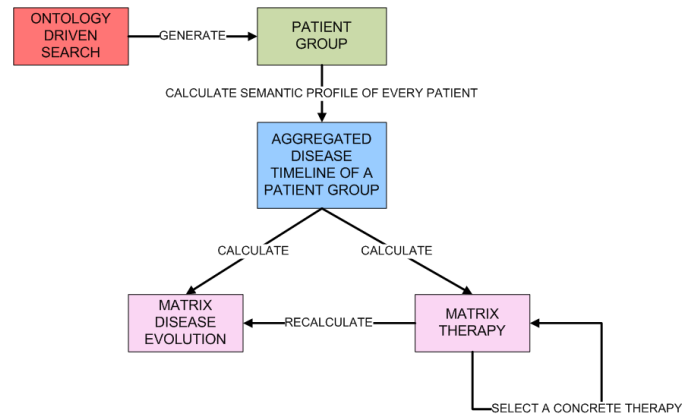 ONTOLOGY
DRIVEN
SEARCH
GENERATE
PATIENT
GROUP
CALCULATE SEMANTIC PROFILE OF EVERY PATIENT
AGGREGATED
DISEASE
TIMELINE OF A
PATIENT GROUP
CALCULATE
CALCULATE
MATRIX
DISEASE
EVOLUTION
RECALCULATE
MATRIX
THERAPY
SELECT A CONCRETE THERAPY